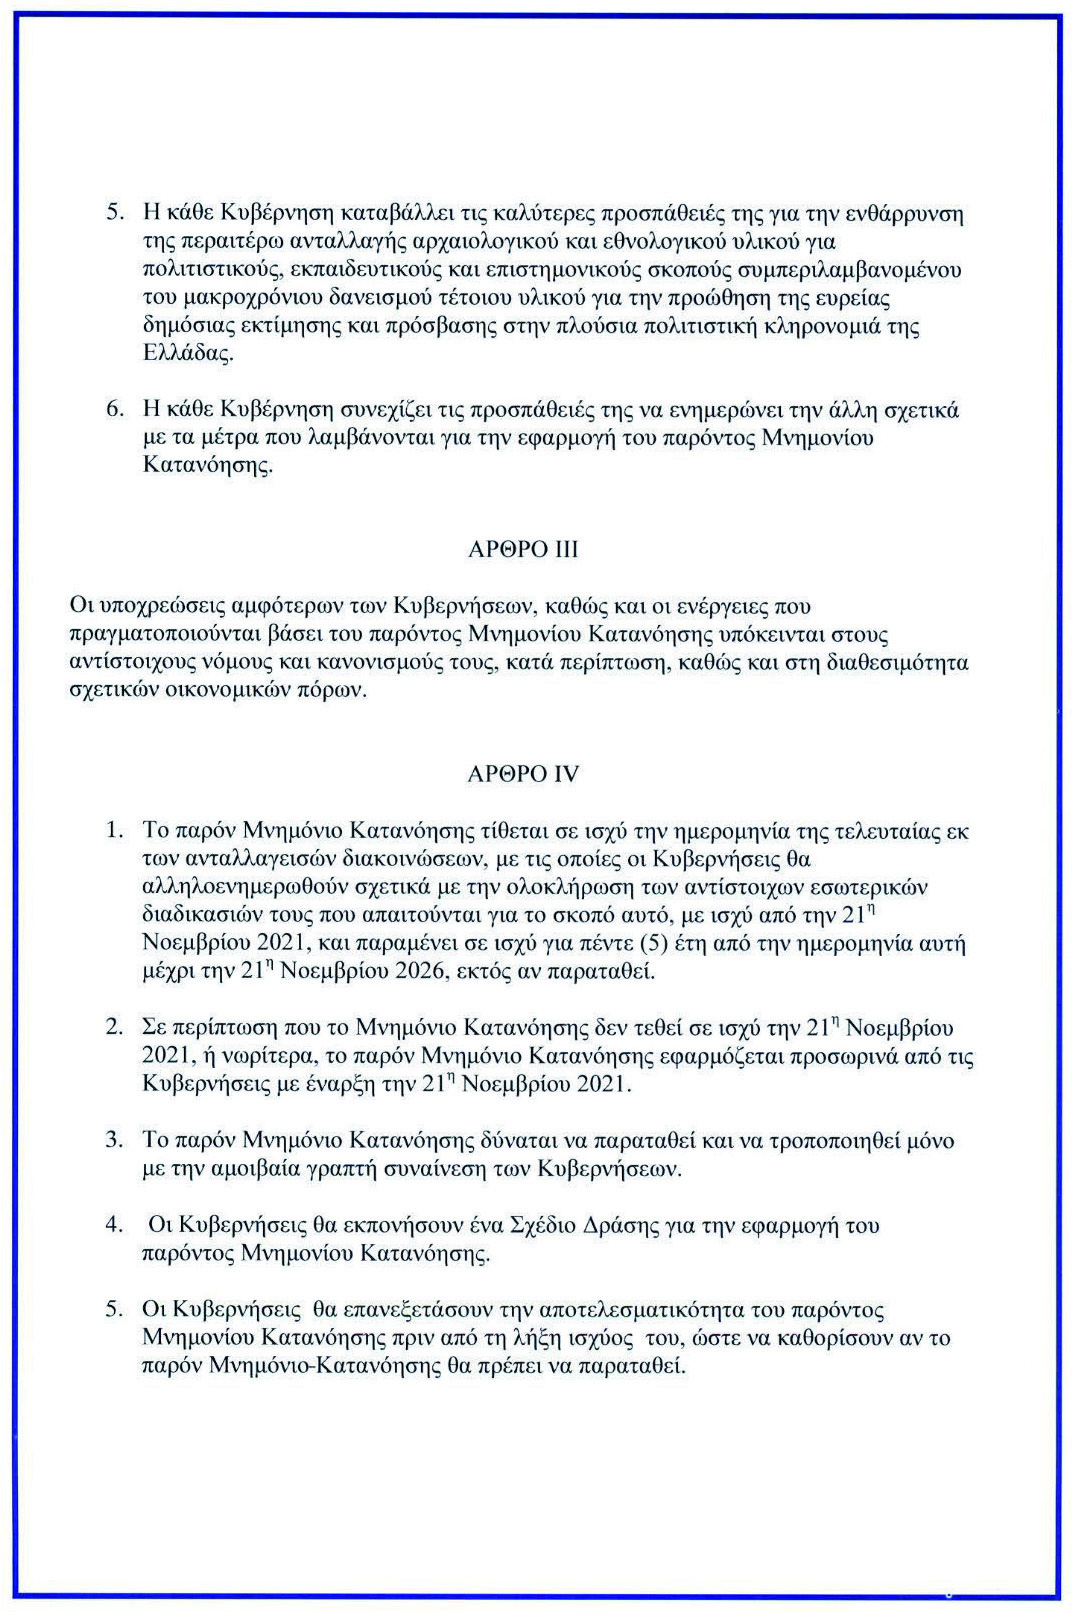 5. Η κάθε Κυβέρνηση καταβάλλει τις καλύτερες προσπάθειές της για την ενθάρρυνση
της περαιτέρω ανταλλαγής αρχαιολογικού και εθνολογικού υλικού για
πολιτιστικούς, εκπαιδευτικούς και επιστημονικούς σκοπούς συμπεριλαμβανομένου
του μακροχρόνιου δανεισμού τέτοιου υλικού για την προώθηση της ευρείας
δημόσιας εκτίμησης και πρόσβασης στην πλούσια πολιτιστική κληρονομιά της
Ελλάδας.
6. Η κάθε Κυβέρνηση συνεχίζει τις προσπάθειές της να ενημερώνει την άλλη σχετικά
με τα μέτρα που λαμβάνονται για την εφαρμογή του παρόντος Μνημονίου
Κατανόησης.
ΑΡΘΡΟ III
Οι υποχρεώσεις αμφότερων των Κυβερνήσεων, καθώς και οι ενέργειες που
πραγματοποιούνται βάσει του παρόντος Μνημονίου Κατανόησης υπόκεινται στους
αντίστοιχους νόμους και κανονισμούς τους, κατά περίπτωση, καθώς και στη διαθεσιμότητα
σχετικών οικονομικών πόρων.
ΑΡΘΡΟ IV
1. Το παρόν Μνημόνιο Κατανόησης τίθεται σε ισχύ την ημερομηνία της τελευταίας εκ
των ανταλλαγεισών διακοινώσεων, με τις οποίες οι Κυβερνήσεις θα
αλληλοενημερωθούν σχετικά με την ολοκλήρωση των αντίστοιχων εσωτερικών
διαδικασιών τους που απαιτούνται για το σκοπό αυτό, με ισχύ από την 21η
Νοεμβρίου 2021, και παραμένει σε ισχύ για πέντε (5) έτη από την ημερομηνία αυτή
μέχρι την 21η Νοεμβρίου 2026, εκτός αν παραταθεί.
2. Σε περίπτωση που το Μνημόνιο Κατανόησης δεν τεθεί σε ισχύ την 21η Νοεμβρίου
2021, ή νωρίτερα, το παρόν Μνημόνιο Κατανόησης εφαρμόζεται προσωρινά από τις
Κυβερνήσεις με έναρξη την 21η Νοεμβρίου 2021.
3. Το παρόν Μνημόνιο Κατανόησης δύναται να παραταθεί και να τροποποιηθεί μόνο
με την αμοιβαία γραπτή συναίνεση των Κυβερνήσεων.
4. Οι Κυβερνήσεις θα εκπονήσουν ένα Σχέδιο Δράσης για την εφαρμογή του
παρόντος Μνημονίου Κατανόησης.
5. Οι Κυβερνήσεις θα επανεξετάσουν την αποτελεσματικότητα του παρόντος
Μνημονίου Κατανόησης πριν από τη λήξη ισχύος του, ώστε να καθορίσουν αν το
παρόν Μνημόνιο-Κατανόησης θα πρέπει να παραταθεί.